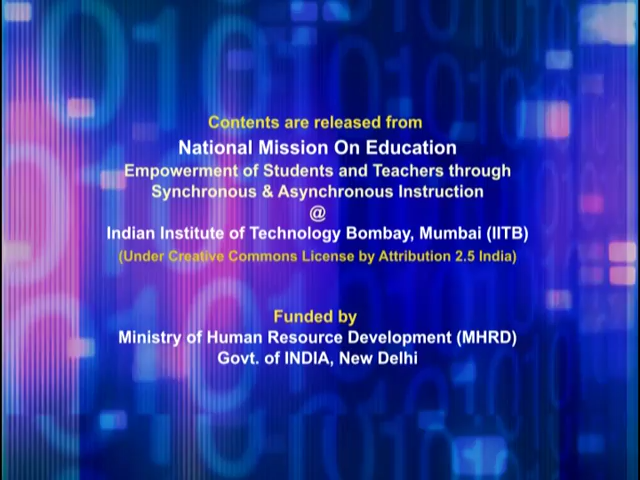 Contents are released from
National Mission On Education
Empowerment of Students and Teachers through
Synchronous & Asynchronous Instruction
@
Indian Institute of Technology Bombay, Mumbai (IITB)
(Under Creative Commons License by Attribution 2.5 India)
Funded by
Ministry of Human Resource Development (MHRD)
Govt. of INDIA, New Delhi